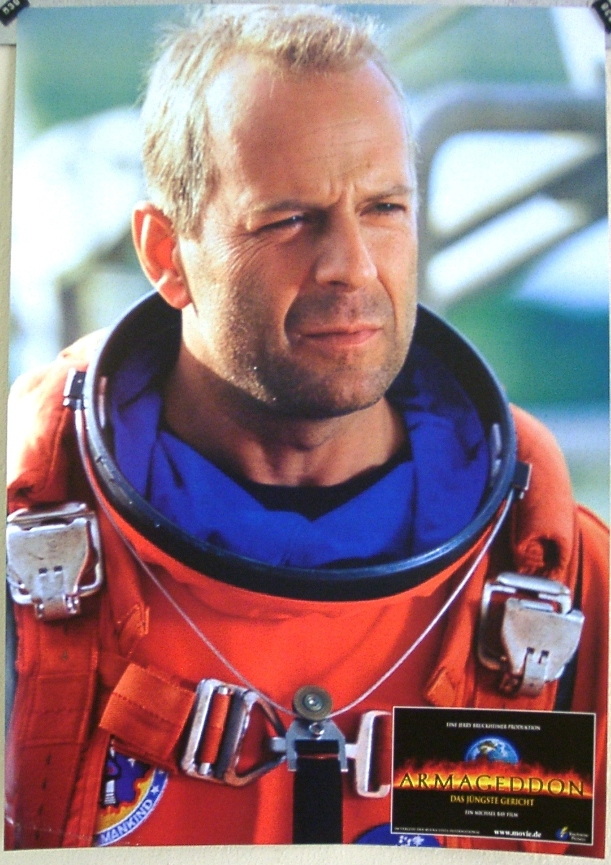 MANKIND
EINE JERRY BRUCKHEIMER PRODUKTION
ARMAGEDDON
DAS JÜNGSTE GERICHT
EIN MICHAEL BAY FILM
www.movie.de